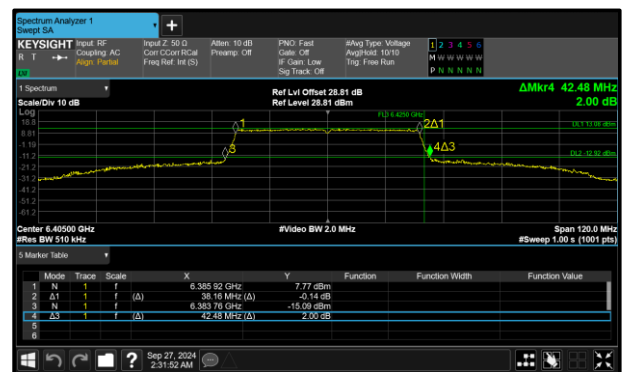 Spectrum Analyzer 1
Swept SA
+
KEYSIGHT Input: RF Input Z: 50 Ω Atten: 10 dB PNO: Fast #Avg Type: Voltage 1 2 3 4 5 6
R T Coupling: AC Corr CCorr RCal Preamp: Off Gate: Off Avg|Hold: 10/10 M W W W W W
Align: Partial Freq Ref: Int (S) IF Gain: Low Trig: Free Run
Sig Track: Off P N N N N N
LXI
1 Spectrum Ref Lvl Offset 28.81 dB ΔMkr4 42.48 MHz
Scale/Div 10 dB Ref Level 28.81 dBm 2.00 dB
Log
18.8 1 FL3 6.4250 GHz 2Δ1 DL1 13.08 dBm
8.81
-1.19
-11.2 3 4Δ3 DL2 -12.92 dBm
-21.2
-31.2
-41.2
-51.2
-61.2
Center 6.40500 GHz #Video BW 2.0 MHz Span 120.0 MHz
#Res BW 510 kHz #Sweep 1.00 s (1001 pts)
5 Marker Table
Mode Trace Scale X Y Function Function Width Function Value
1 N 1 f 6.385 92 GHz 7.77 dBm
2 Δ1 1 f (Δ) 38.16 MHz (Δ) -0.14 dB
3 N 1 f 6.383 76 GHz -15.09 dBm
4 Δ3 1 f (Δ) 42.48 MHz (Δ) 2.00 dB
5
6
? Sep 27, 2024
2:31:52 AM